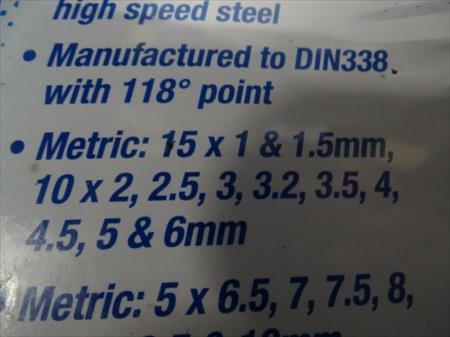 high speed steel
• Manufactured to DIN338
with 118° point
• Metric: 15 x 1 & 1.5mm,
10 x 2, 2.5, 3, 3.2, 3.5, 4,
4.5, 5 & 6mm
Metric: 5 x 6.5, 7, 7.5, 8,